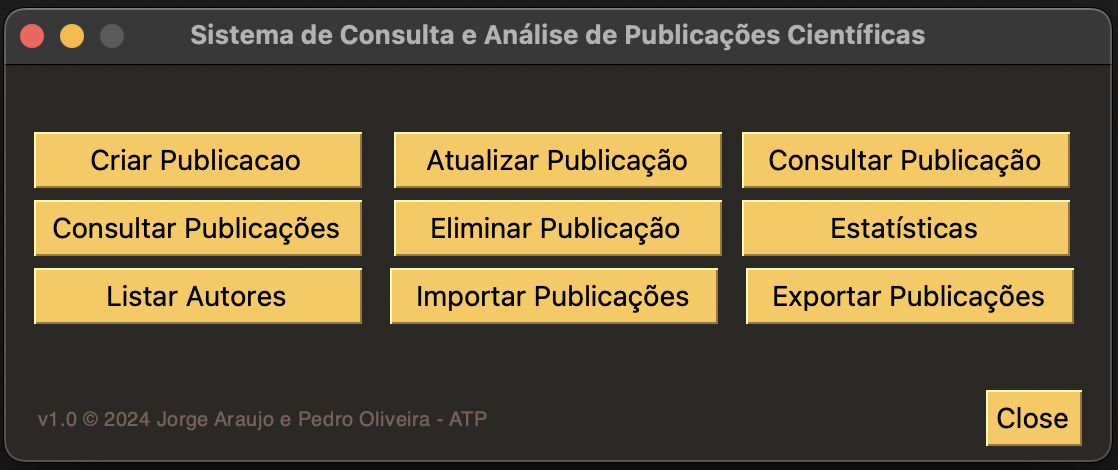 Sistema de Consulta e Análise de Publicações Científicas
Criar Publicacao
Atualizar Publicação
Consultar Publicação
Consultar Publicações
Eliminar Publicação
Estatísticas
Listar Autores
Importar Publicações
Exportar Publicações
v1.0 © 2024 Jorge Araujo e Pedro Oliveira - ATP
Close